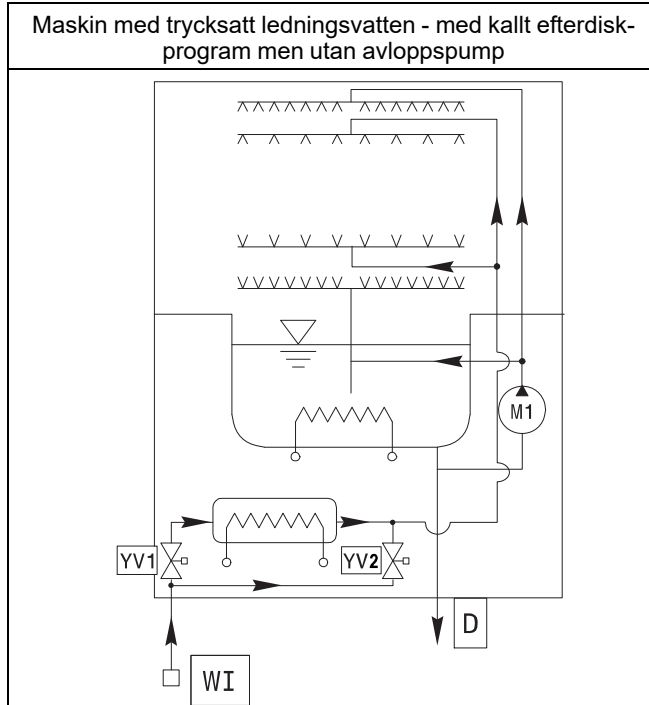 Maskin med trycksatt ledningsvatten - med kallt efterdisk-
program men utan avloppspump
M1
YV1
YV2
D
WI